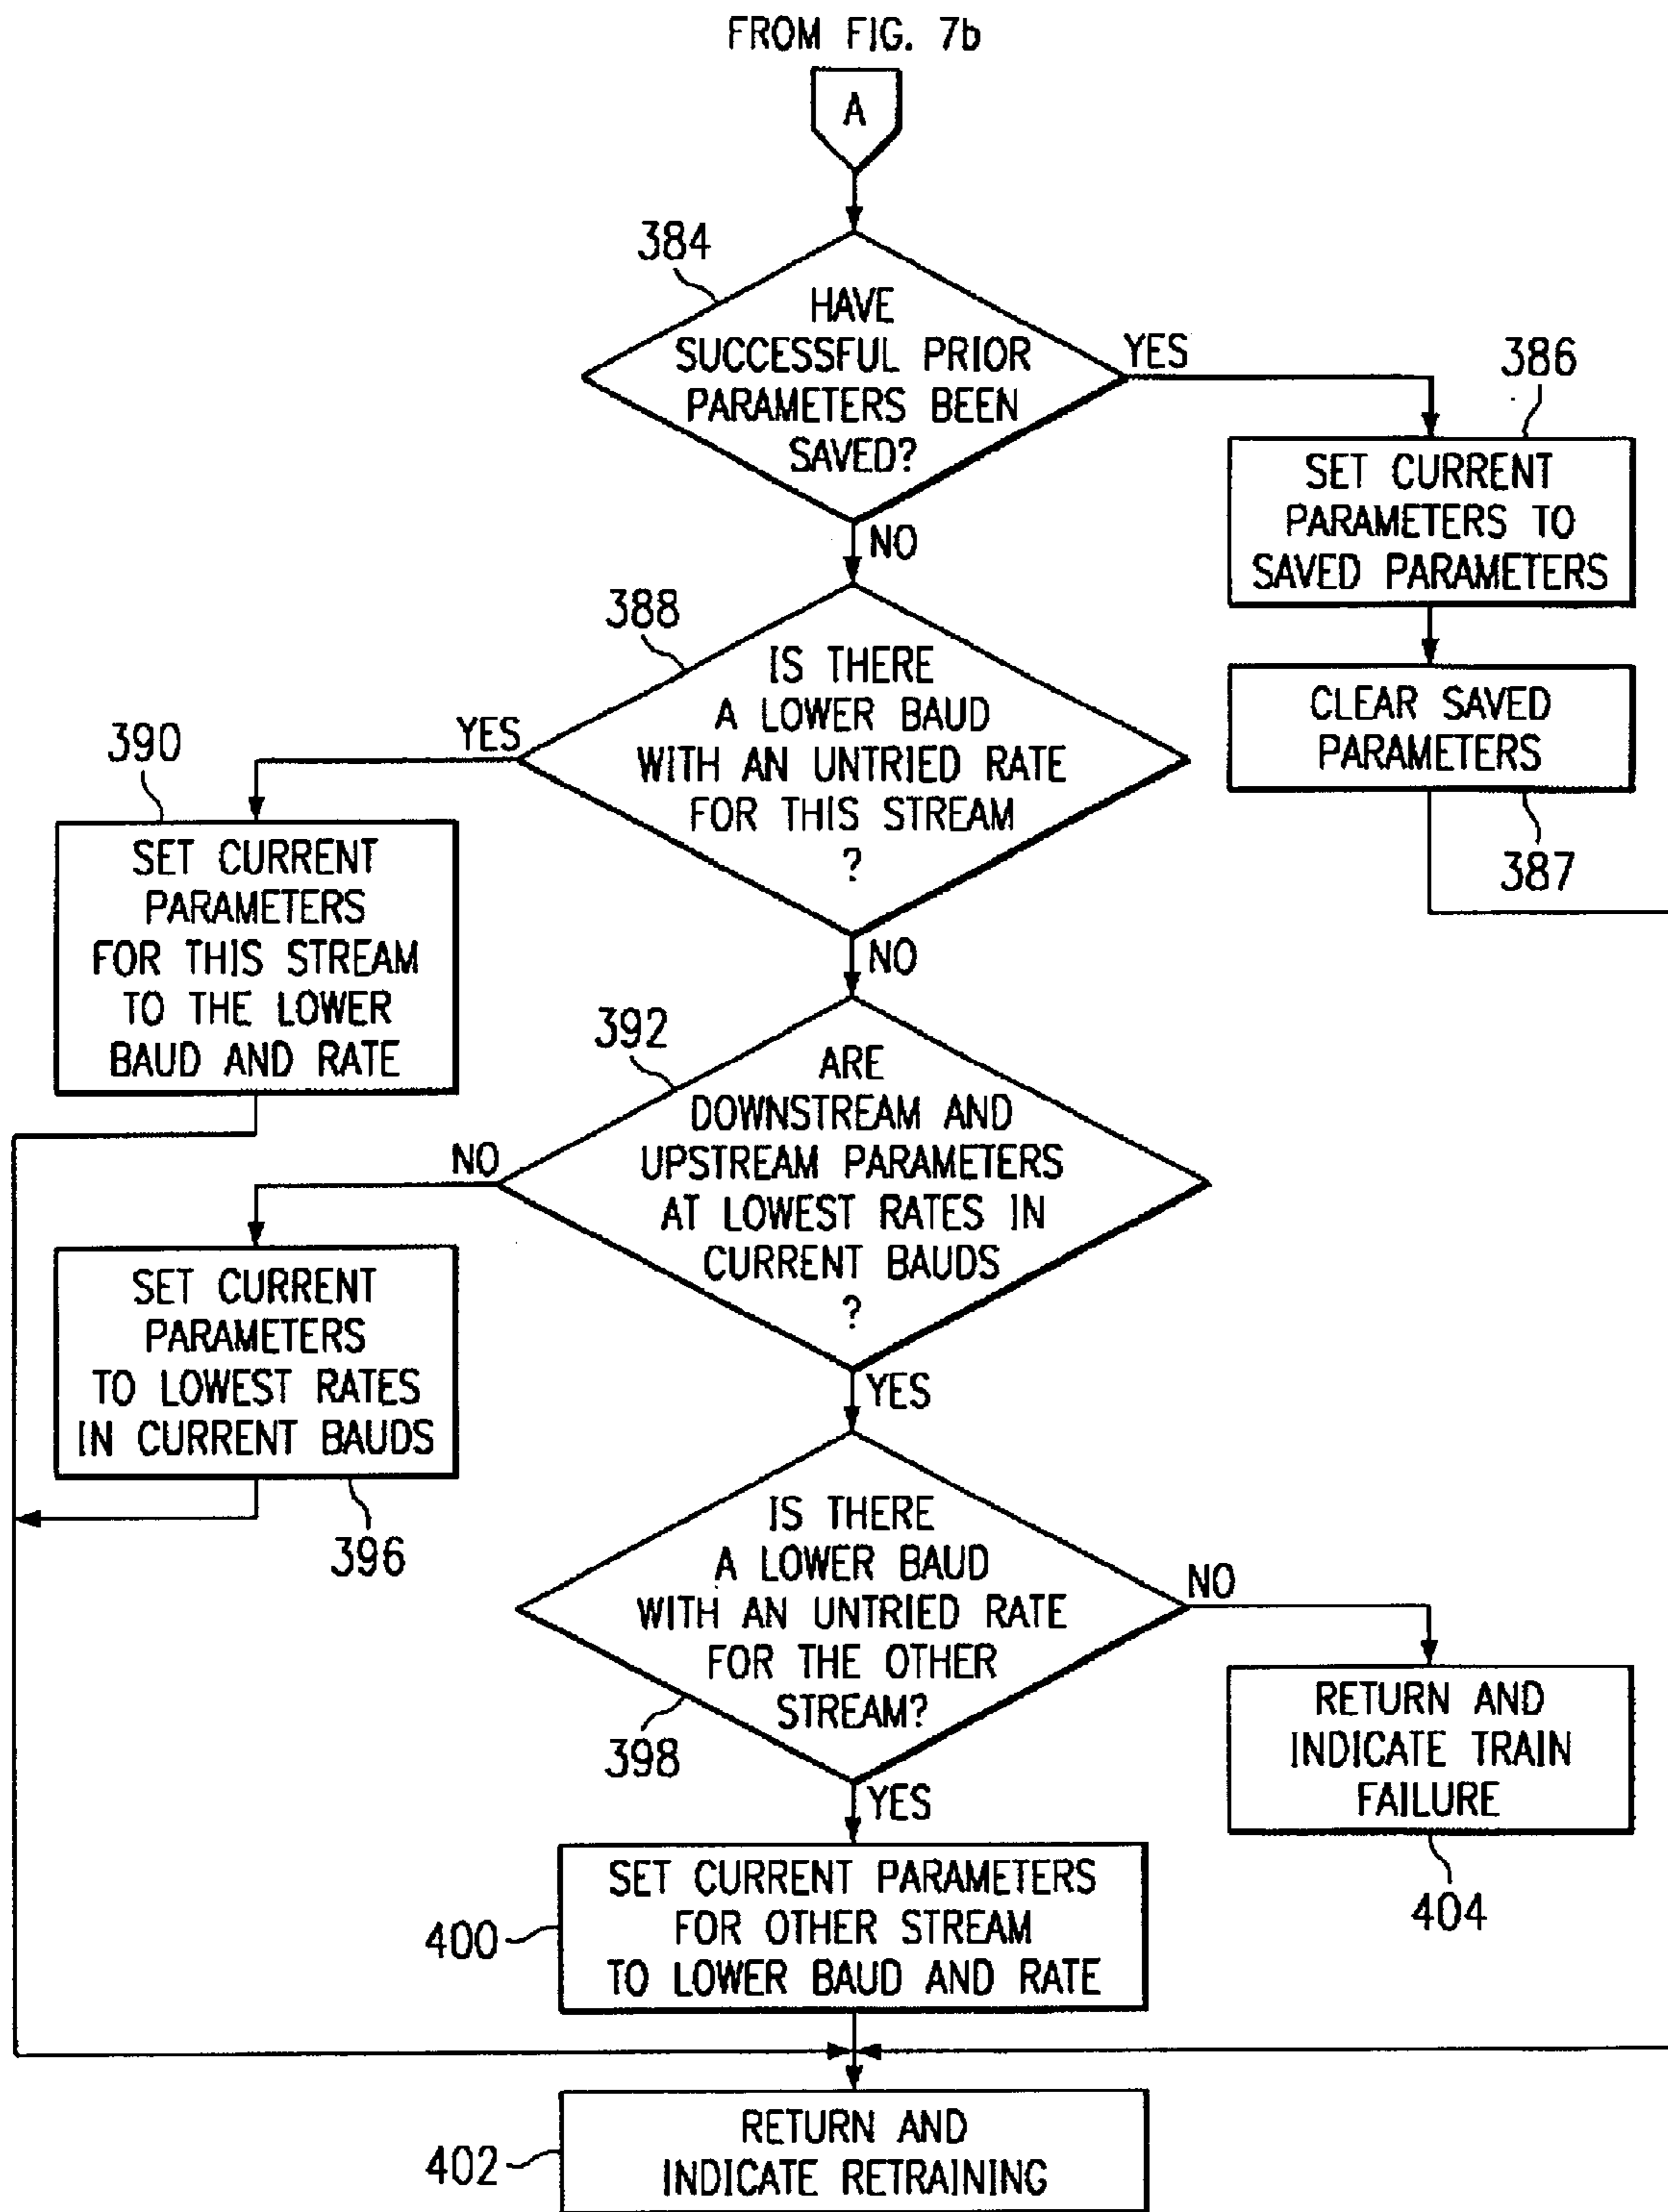 FROM FIG. 7b
A
384
HAVE
SUCCESSFUL PRIOR
PARAMETERS BEEN
SAVED?
YES
NO
386
SET CURRENT
PARAMETERS TO
SAVED PARAMETERS
CLEAR SAVED
PARAMETERS
387
388
IS THERE
A LOWER BAUD
WITH AN UNTRIED RATE
FOR THIS STREAM
?
YES
NO
390
SET CURRENT
PARAMETERS
FOR THIS STREAM
TO THE LOWER
BAUD AND RATE
392
ARE
DOWNSTREAM AND
UPSTREAM PARAMETERS
AT LOWEST RATES IN
CURRENT BAUDS
?
NO
YES
SET CURRENT
PARAMETERS
TO LOWEST RATES
IN CURRENT BAUDS
396
IS THERE
A LOWER BAUD
WITH AN UNTRIED RATE
FOR THE OTHER
STREAM?
398
NO
YES
RETURN AND
INDICATE TRAIN
FAILURE
404
400
SET CURRENT PARAMETERS
FOR OTHER STREAM
TO LOWER BAUD AND RATE
402
RETURN AND
INDICATE RETRAINING